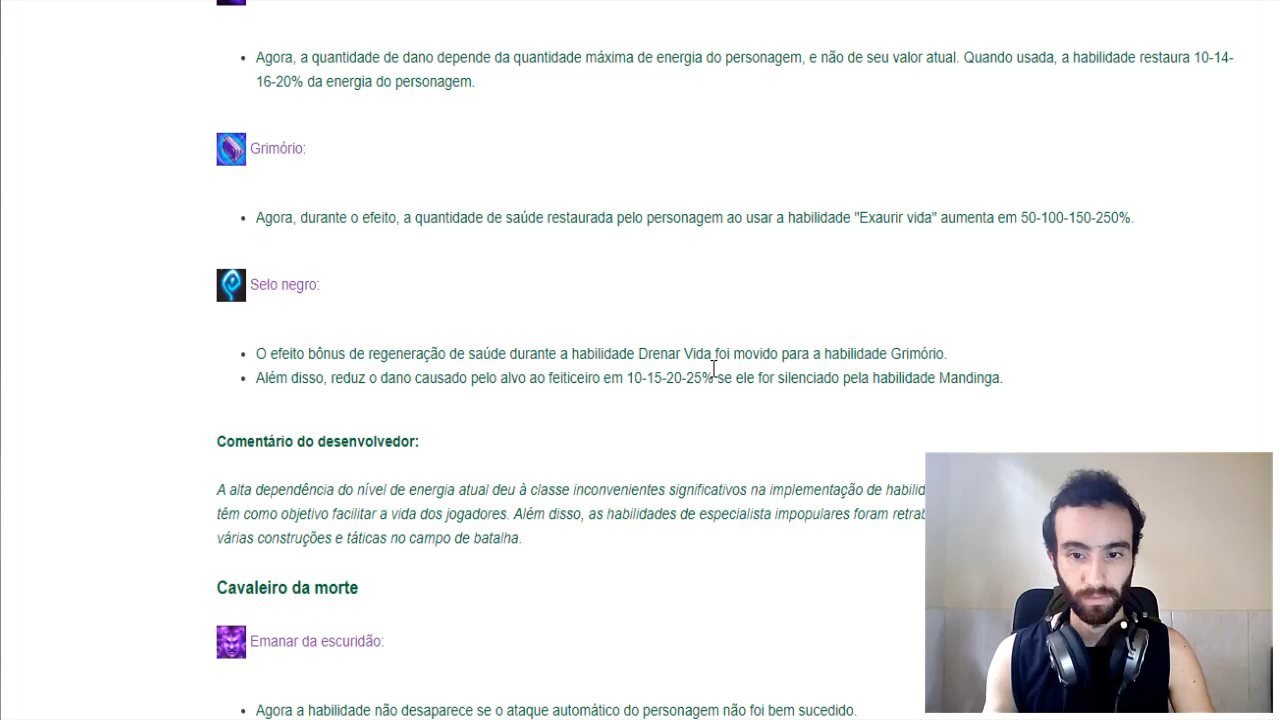 Agora, a quantidade de dano depende da quantidade máxima de energia do personagem, e não de seu valor atual. Quando usada, a habilidade restaura 10-14-
16-20% da energia do personagem.
Grimório:
Agora, durante o efeito, a quantidade de saúde restaurada pelo personagem ao usar a habilidade "Exaurir vida" aumenta em 50-100-150-250%.
Selo negro:
O efeito bônus de regeneração de saúde durante a habilidade Drenar Vida foi movido para a habilidade Grimório.
Além disso, reduz o dano causado pelo alvo ao feiticeiro em 10-15-20-25% se ele for silenciado pela habilidade Mandinga.
Comentário do desenvolvedor:
A alta dependência do nível de energia atual deu à classe inconvenientes significativos na implementação de
têm como objetivo facilitar a vida dos jogadores. Além disso, as habilidades de especialista impopulares foram
várias construções e táticas no campo de batalha.
Cavaleiro da morte
Emanar da escuridão:
Agora a habilidade não desaparece se o ataque automático do personagem não foi bem sucedido.